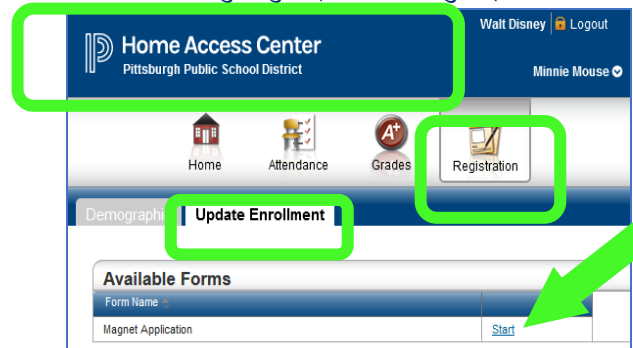 Walt Disney Logout
Home Access Center
Pittsburgh Public School District
Minnie Mouse
A+
Home Attendance Grades Registration
Demographic Update Enrollment
Available Forms
Form Name
Magnet Application Start